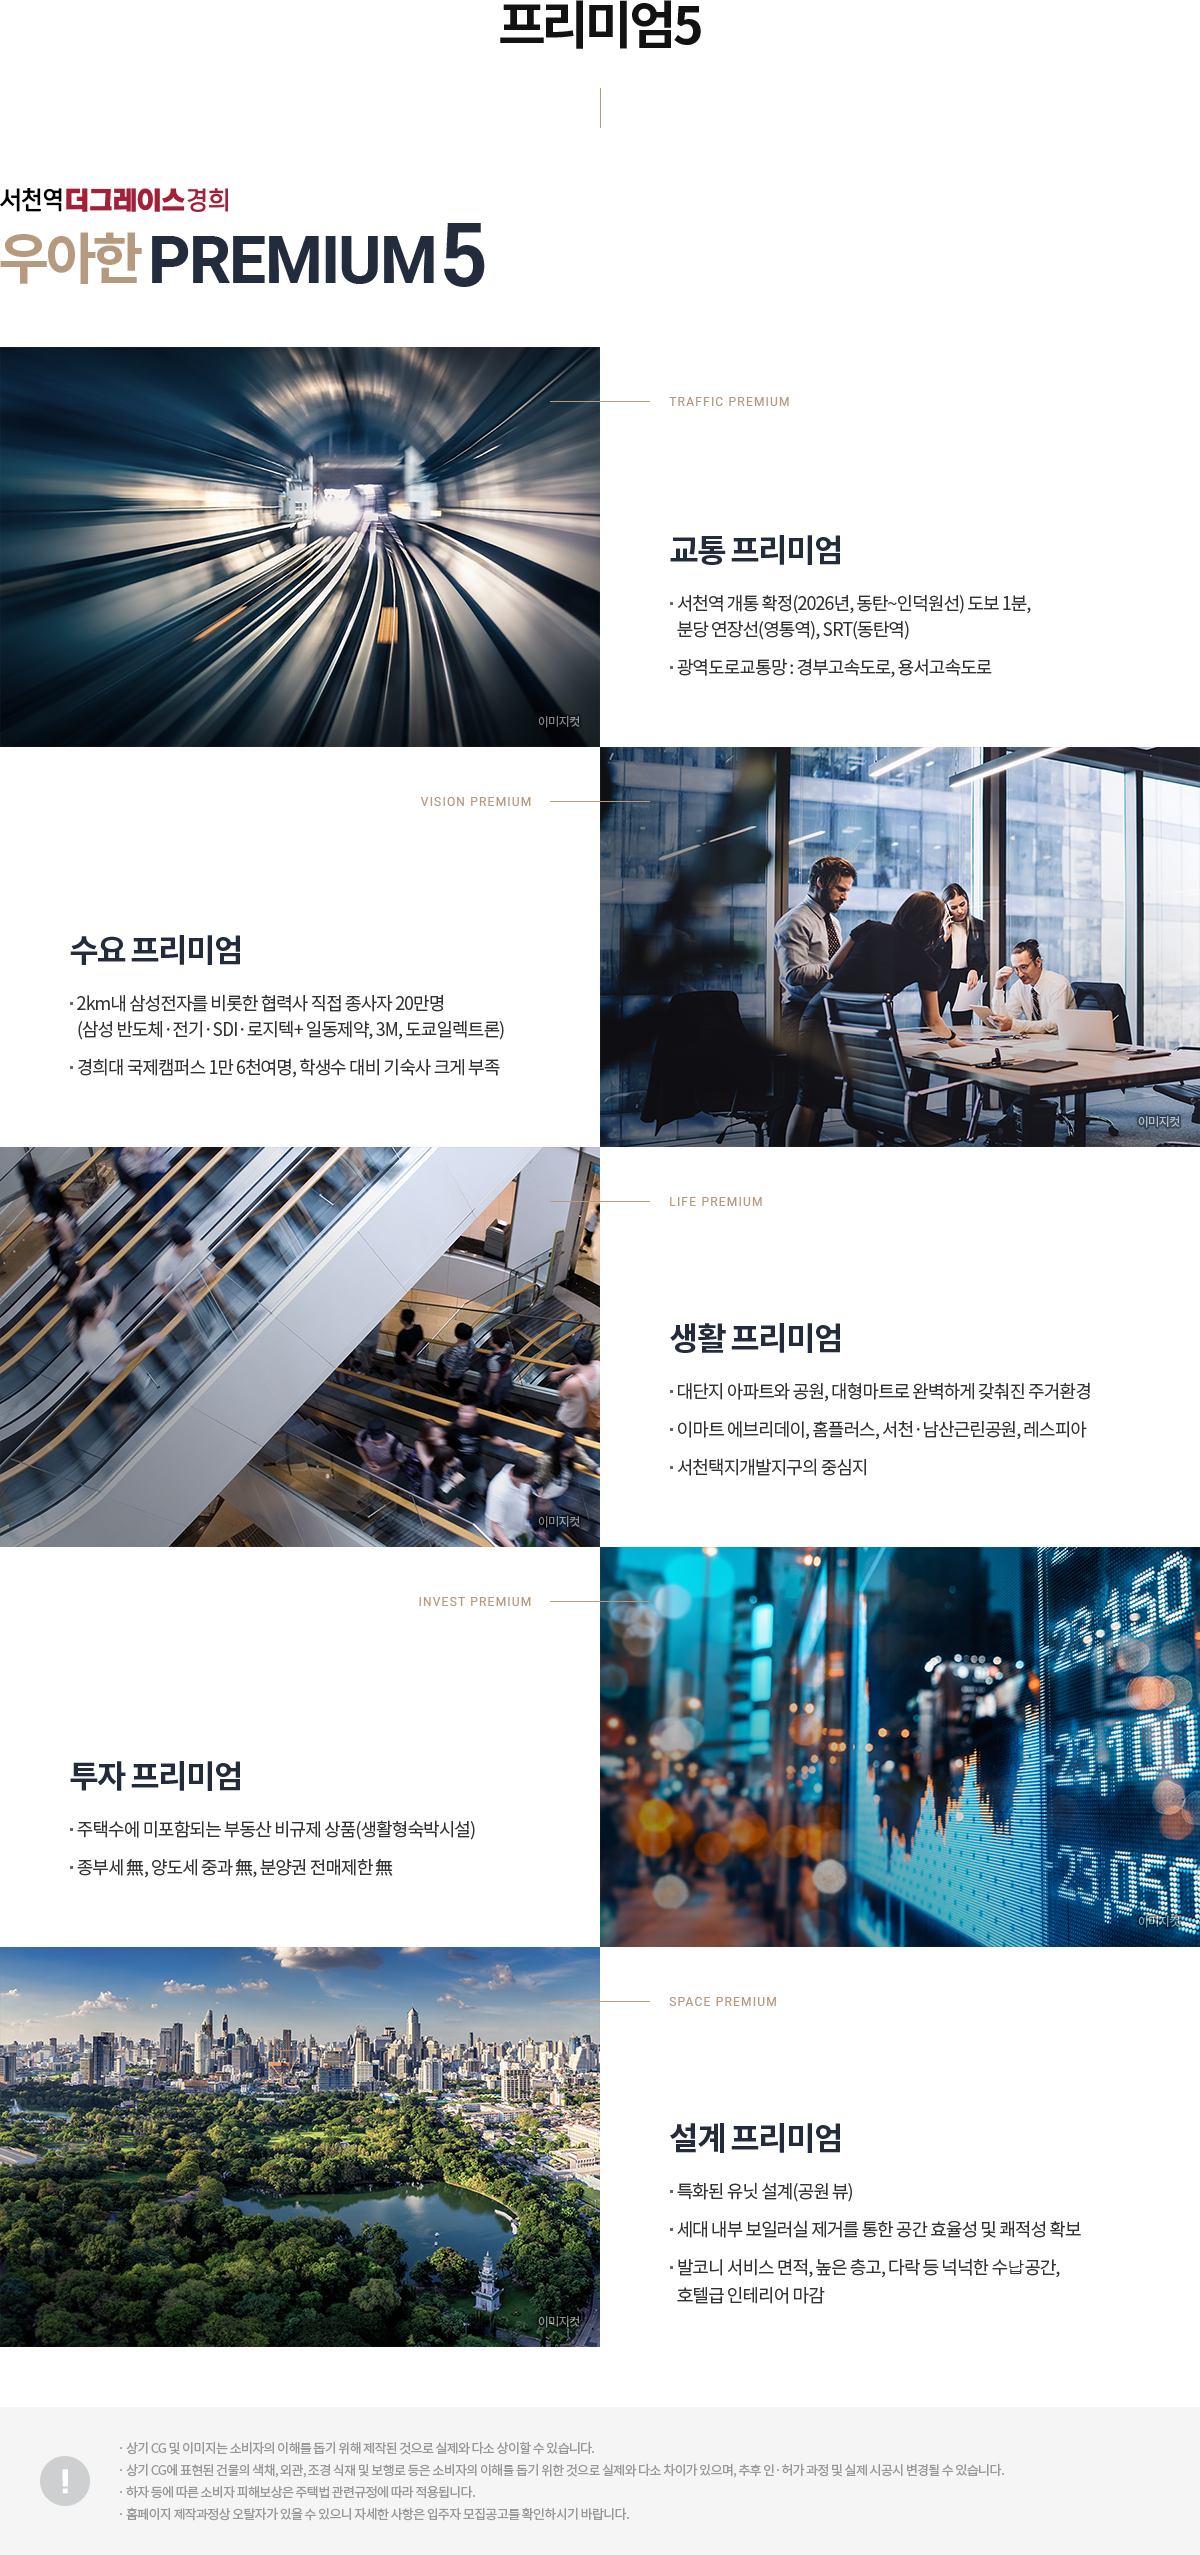 프리미엄5
서천역더그레이스경희
우아한 PREMIUM 5
TRAFFIC PREMIUM
교통 프리미엄
· 서천역 개통 확정(2026년, 동탄~인덕원선) 도보 1분,
분당 연장선(영통역), SRT(동탄역)
· 광역도로교통망 : 경부고속도로, 용서고속도로
이미지컷
VISION PREMIUM
수요 프리미엄
· 2km내 삼성전자를 비롯한 협력사 직접 종사자 20만명
(삼성 반도체·전기·SDI·로지텍+ 일동제약, 3M, 도쿄일렉트론)
· 경희대 국제캠퍼스 1만 6천여명, 학생수 대비 기숙사 크게 부족
이미지컷
LIFE PREMIUM
생활 프리미엄
· 대단지 아파트와 공원, 대형마트로 완벽하게 갖춰진 주거환경
· 이마트 에브리데이, 홈플러스, 서천·남산근린공원, 레스피아
· 서천택지개발지구의 중심지
이미지컷
INVEST PREMIUM
투자 프리미엄
· 주택수에 미포함되는 부동산 비규제 상품(생활형숙박시설)
· 종부세 無, 양도세 중과 無, 분양권 전매제한 無
23,160
23,100
23,050
이미지컷
SPACE PREMIUM
설계 프리미엄
· 특화된 유닛 설계(공원 뷰)
· 세대 내부 보일러실 제거를 통한 공간 효율성 및 쾌적성 확보
· 발코니 서비스 면적, 높은 층고, 다락 등 넉넉한 수납공간,
호텔급 인테리어 마감
이미지컷
· 상기 CG 및 이미지는 소비자의 이해를 돕기 위해 제작된 것으로 실제와 다소 상이할 수 있습니다.
· 상기 CG에 표현된 건물의 색채, 외관, 조경 식재 및 보행로 등은 소비자의 이해를 돕기 위한 것으로 실제와 다소 차이가 있으며, 추후 인·허가 과정 및 실제 시공시 변경될 수 있습니다.
· 하자 등에 따른 소비자 피해보상은 주택법 관련규정에 따라 적용됩니다.
· 홈페이지 제작과정상 오탈자가 있을 수 있으니 자세한 사항은 입주자 모집공고를 확인하시기 바랍니다.